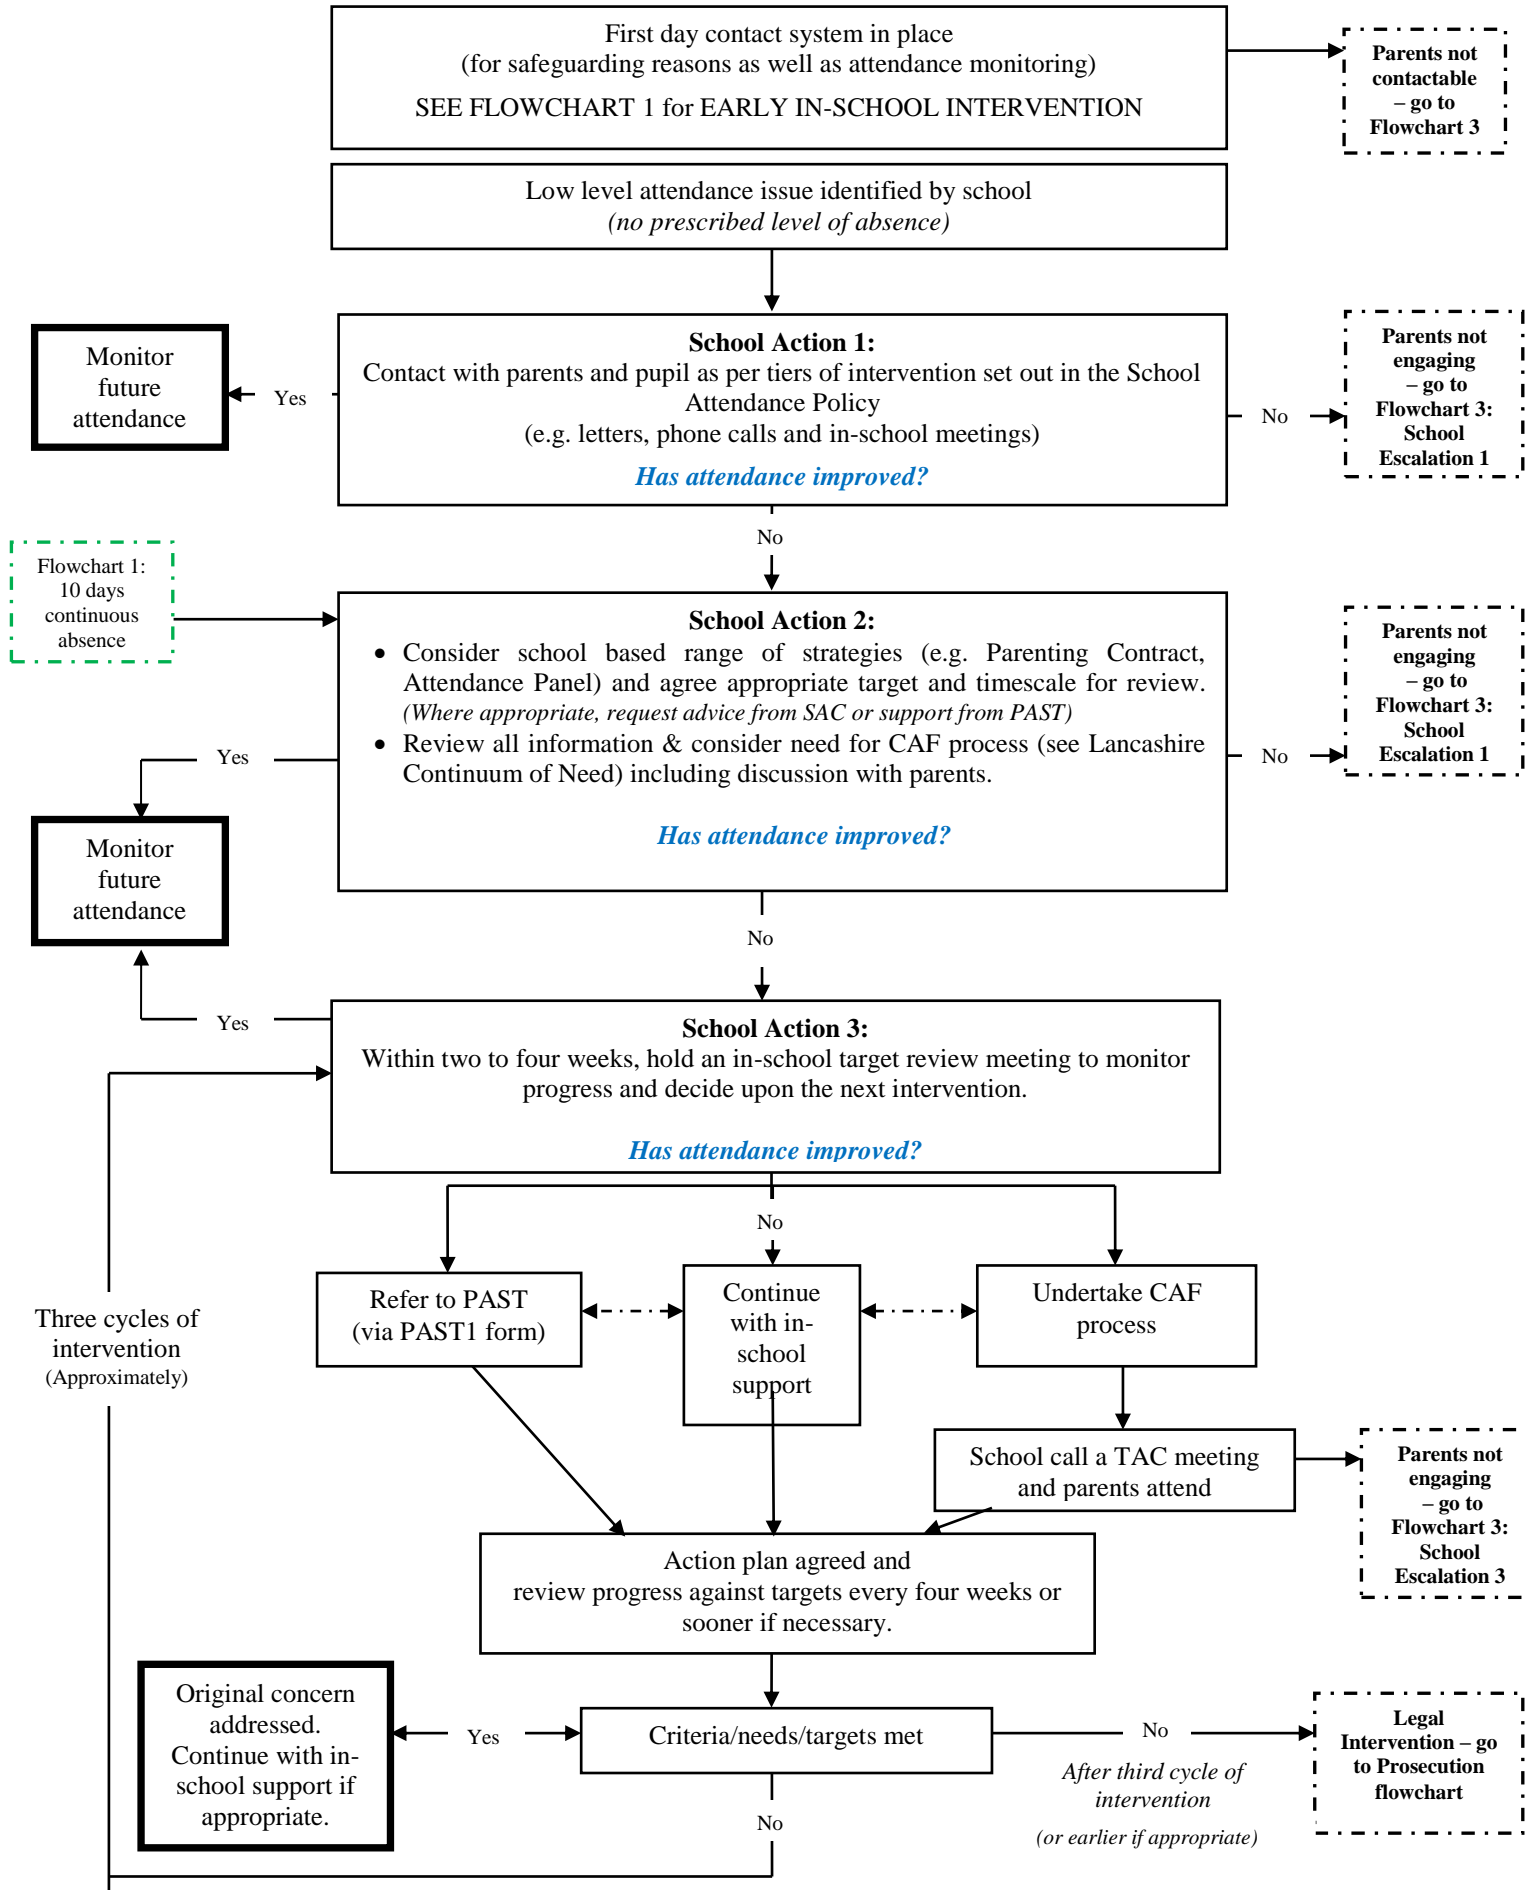 First day contact system in place
(for safeguarding reasons as well as attendance monitoring)
SEE FLOWCHART 1 for EARLY IN-SCHOOL INTERVENTION
Parents not
contactable
– go to
Flowchart 3
Low level attendance issue identified by school
(no prescribed level of absence)
Monitor
future
attendance
Yes
School Action 1:
Contact with parents and pupil as per tiers of intervention set out in the School
Attendance Policy
(e.g. letters, phone calls and in-school meetings)
Has attendance improved?
No
Parents not
engaging
– go to
Flowchart 3:
School
Escalation 1
No
Flowchart 1:
10 days
continuous
absence
School Action 2:
• Consider school based range of strategies (e.g. Parenting Contract,
Attendance Panel) and agree appropriate target and timescale for review.
(Where appropriate, request advice from SAC or support from PAST)
• Review all information & consider need for CAF process (see Lancashire
Continuum of Need) including discussion with parents.
Has attendance improved?
No
Parents not
engaging
– go to
Flowchart 3:
School
Escalation 1
Yes
Monitor
future
attendance
No
Yes
School Action 3:
Within two to four weeks, hold an in-school target review meeting to monitor
progress and decide upon the next intervention.
Has attendance improved?
No
Three cycles of
intervention
(Approximately)
Refer to PAST
(via PAST1 form)
Continue
with in-
school
support
Undertake CAF
process
School call a TAC meeting
and parents attend
Parents not
engaging
– go to
Flowchart 3:
School
Escalation 3
Action plan agreed and
review progress against targets every four weeks or
sooner if necessary.
Original concern
addressed.
Continue with in-
school support if
appropriate.
Yes
Criteria/needs/targets met
No
After third cycle of
intervention
(or earlier if appropriate)
Legal
Intervention – go
to Prosecution
flowchart
No